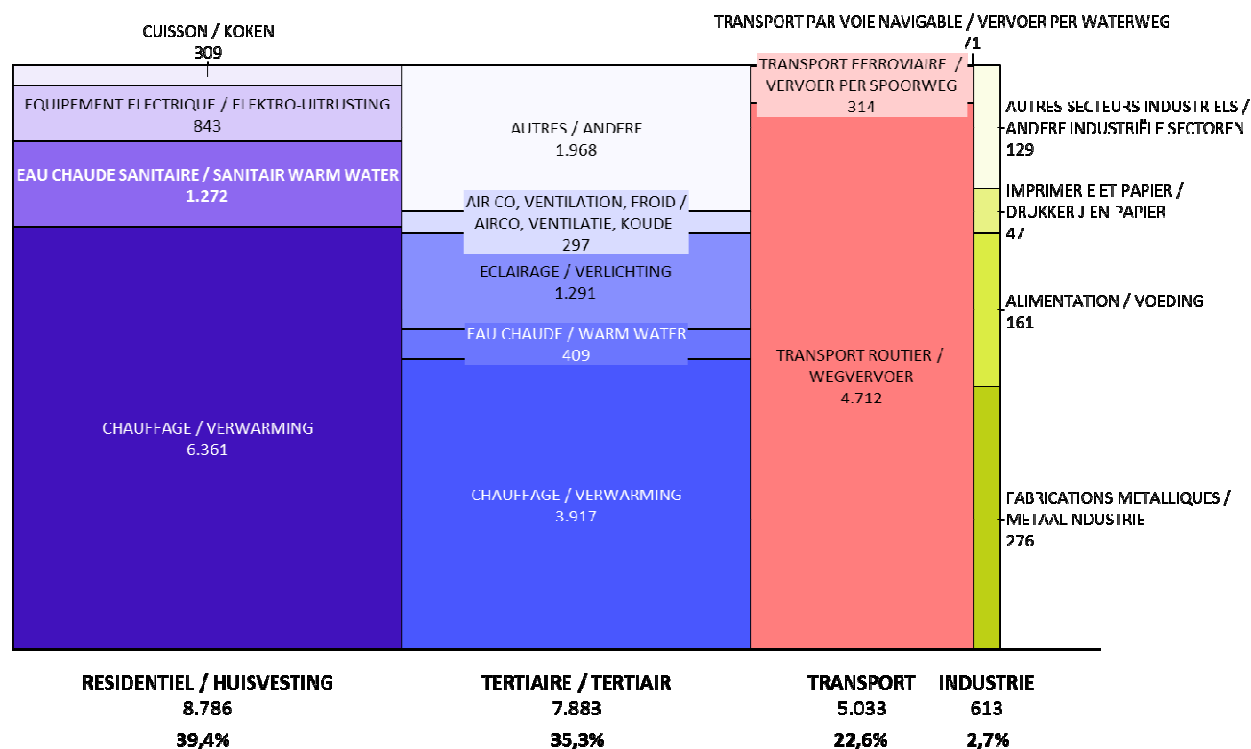 CUISSON / KOKEN
309
TRANSPORT PAR VOIE NAVIGABLE / VERVOER PER WATERWEG
EQUIPEMENT ELECTRIQUE / ELEKTRO-UITRUSTING
843
EAU CHAUDE SANITAIRE / SANITAIR WARM WATER
1.272
CHAUFFAGE / VERWARMING
6.361
AUTRES / ANDERE
1.968
AIR CO, VENTILATION, FROID /
AIRCO, VENTILATIE, KOUDE
297
ECLAIRAGE / VERLICHTING
1.291
EAU CHAUDE / WARM WATER
409
CHAUFFAGE / VERWARMING
3.917
TRANSPORT FERROVIAIRE /
VERVOER PER SPOORWEG
314
TRANSPORT ROUTIER /
WEGVERVOER
4.712
AUTRES SECTEURS INDUSTRIELS /
ANDERE INDUSTRIËLE SECTOREN
129
IMPRIMERIE ET PAPIER /
DRUKKERIJ EN PAPIER
47
ALIMENTATION / VOEDING
161
FABRICATIONS METALLIQUES /
METAALINDUSTRIE
276
RESIDENTIEL / HUISVESTING
8.786
39,4%
TERTIAIRE / TERTIAIR
7.883
35,3%
TRANSPORT
5.033
22,6%
INDUSTRIE
613
2,7%